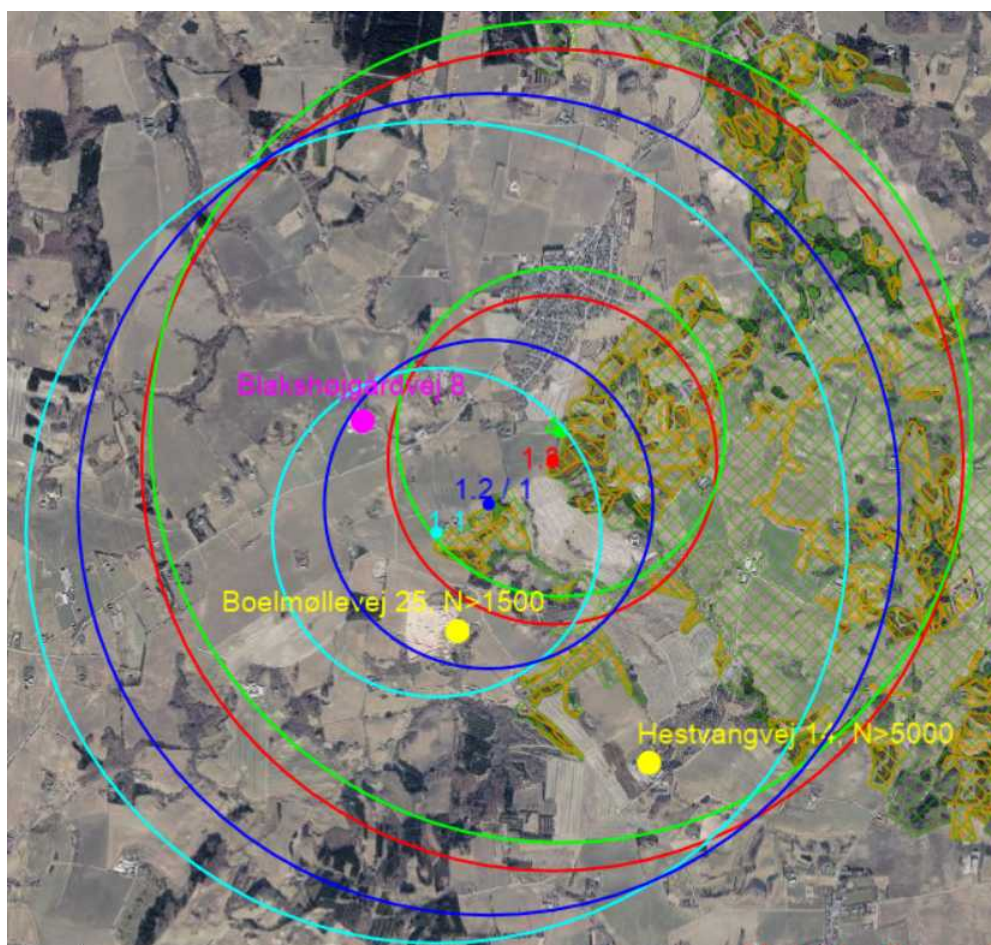 Blakshøjgårdvej 8
1.3
1.2 / 1
1.1
Boelmøllevej 25, N>1500
Hestvangvej 14, N>5000